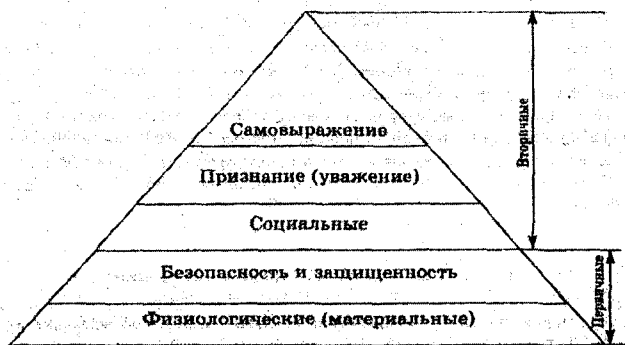 Самовыражение
Признание (уважение)
Социальные
Безопасность и защищенность
Физиологические (материальные)
Вторичные
Первичные